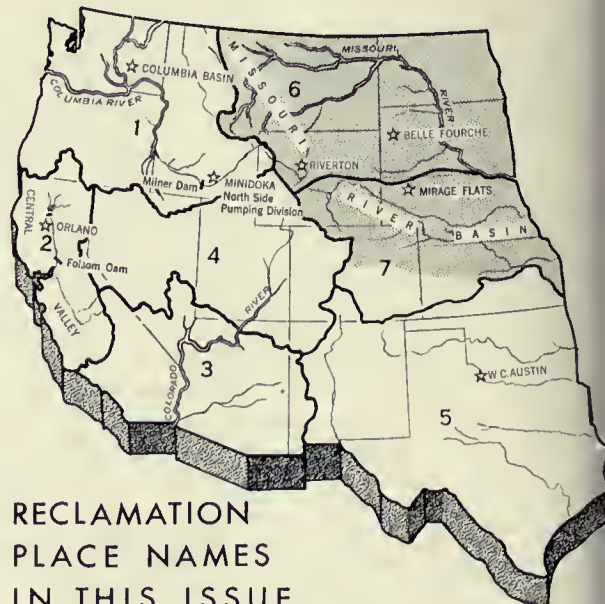 MISSOURI
RIVER
MISSOURI
6
☆ COLUMBIA BASIN
COLUMBIA RIVER
1
☆ BELLE FOURCHE
☆ RIVERTON
Milner Dam
☆ MINIDOKA
North Side
Pumping Division
☆ MIRAGE FLATS
RIVER BASIN
CENTRAL
VALLEY
2
☆ ORLANO
Folsom Oam
4
7
RIVER
COLORADO
3
☆ W. C. AUSTIN
5
RECLAMATION
PLACE NAMES
IN THIS ISSUE